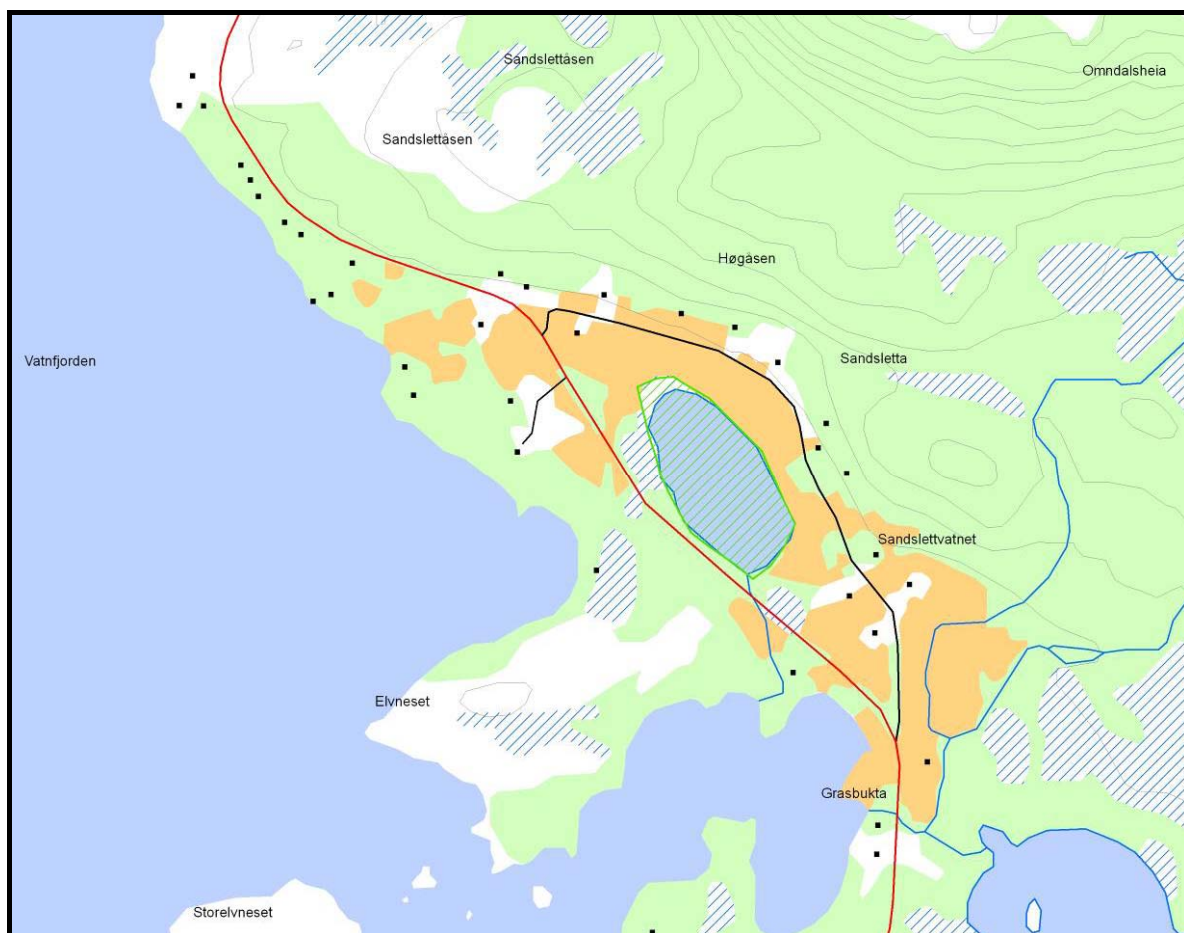 Sandslettåsen
Omndalsheia
Sandslettåsen
Høgåsen
Vatnfjorden
Sandsletta
Sandslettvatnet
Elvneset
Grasbukta
Storelvneset